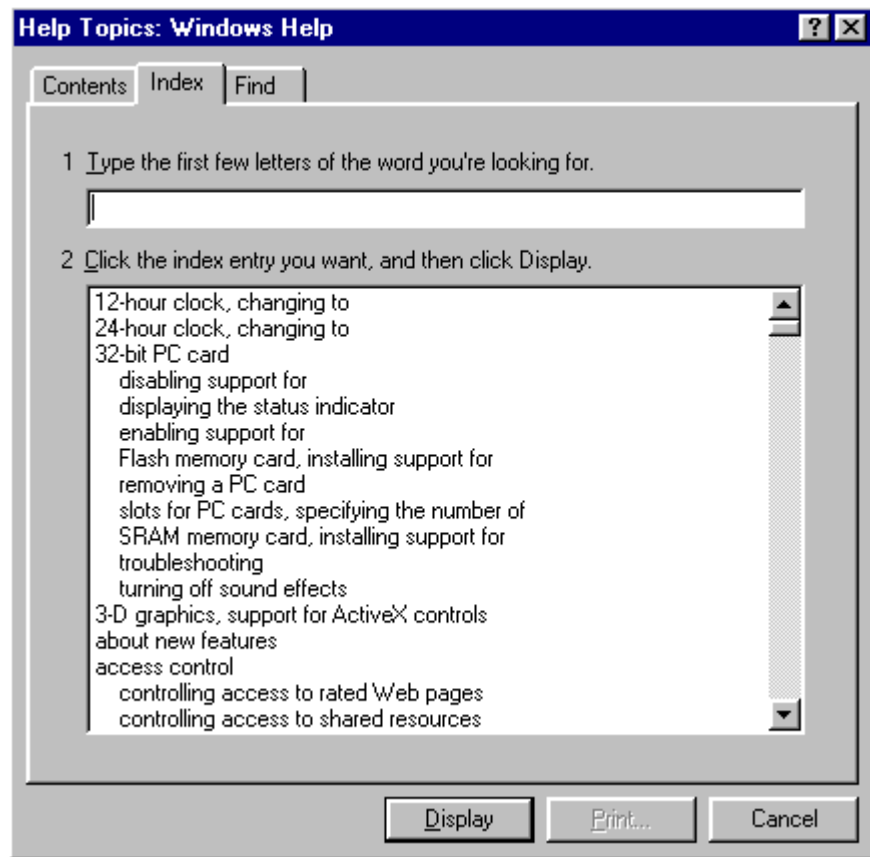 Help Topics: Windows Help
Contents Index Find
1 Type the first few letters of the word you're looking for.
2 Click the index entry you want, and then click Display.
12-hour clock, changing to
24-hour clock, changing to
32-bit PC card
disabling support for
displaying the status indicator
enabling support for
Flash memory card, installing support for
removing a PC card
slots for PC cards, specifying the number of
SRAM memory card, installing support for
troubleshooting
turning off sound effects
3-D graphics, support for ActiveX controls
about new features
access control
controlling access to rated Web pages
controlling access to shared resources
Display Print... Cancel